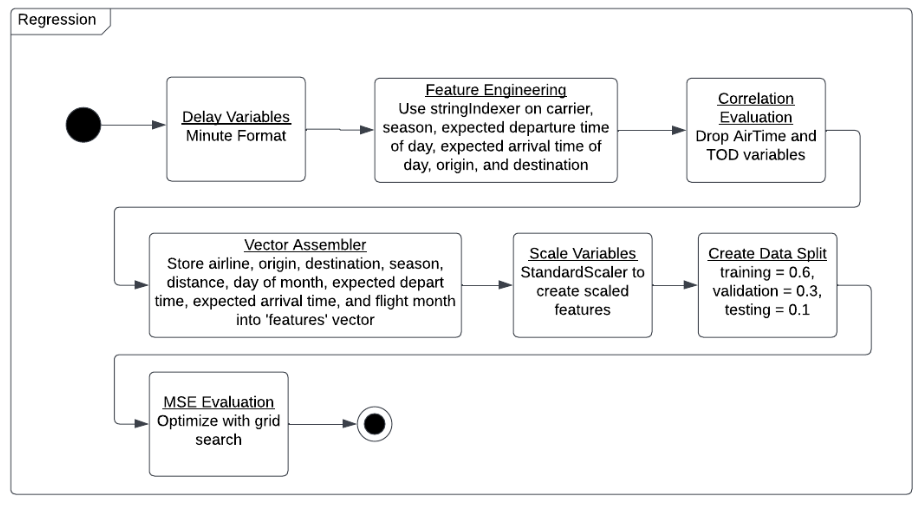 Regression
Delay Variables
Minute Format
Feature Engineering
Use stringIndexer on carrier,
season, expected departure time
of day, expected arrival time of
day, origin, and destination
Correlation
Evaluation
Drop AirTime and
TOD variables
Vector Assembler
Store airline, origin, destination, season,
distance, day of month, expected depart
time, expected arrival time, and flight month
into 'features' vector
Scale Variables
StandardScaler to
create scaled
features
Create Data Split
training = 0.6,
validation = 0.3,
testing = 0.1
MSE Evaluation
Optimize with grid
search